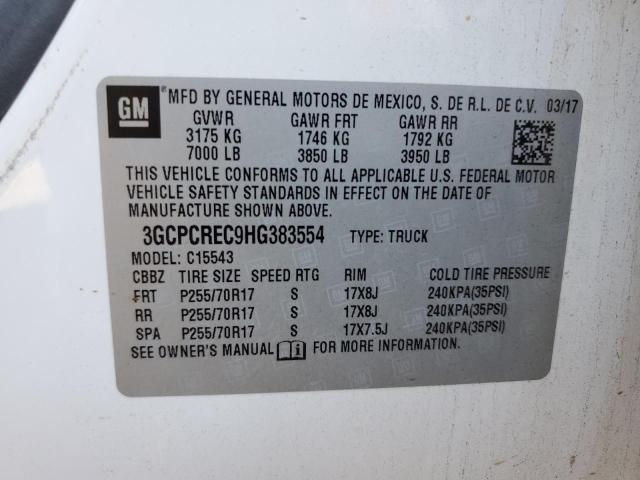 GM ® MFD BY GENERAL MOTORS DE MEXICO, S. DE R.L. DE C.V. 03/17
GVWR GAWR FRT GAWR RR
3175 KG 1746 KG 1792 KG
7000 LB 3850 LB 3950 LB
THIS VEHICLE CONFORMS TO ALL APPLICABLE U.S. FEDERAL MOTOR
VEHICLE SAFETY STANDARDS IN EFFECT ON THE DATE OF
MANUFACTURE SHOWN ABOVE.
3GCPCREC9HG383554 TYPE: TRUCK
MODEL: C15543
CBBZ TIRE SIZE SPEED RTG RIM COLD TIRE PRESSURE
FRT P255/70R17 S 17X8J 240KPA(35PSI)
RR P255/70R17 S 17X8J 240KPA(35PSI)
SPA P255/70R17 S 17X7.5J 240KPA(35PSI)
SEE OWNER'S MANUAL FOR MORE INFORMATION.